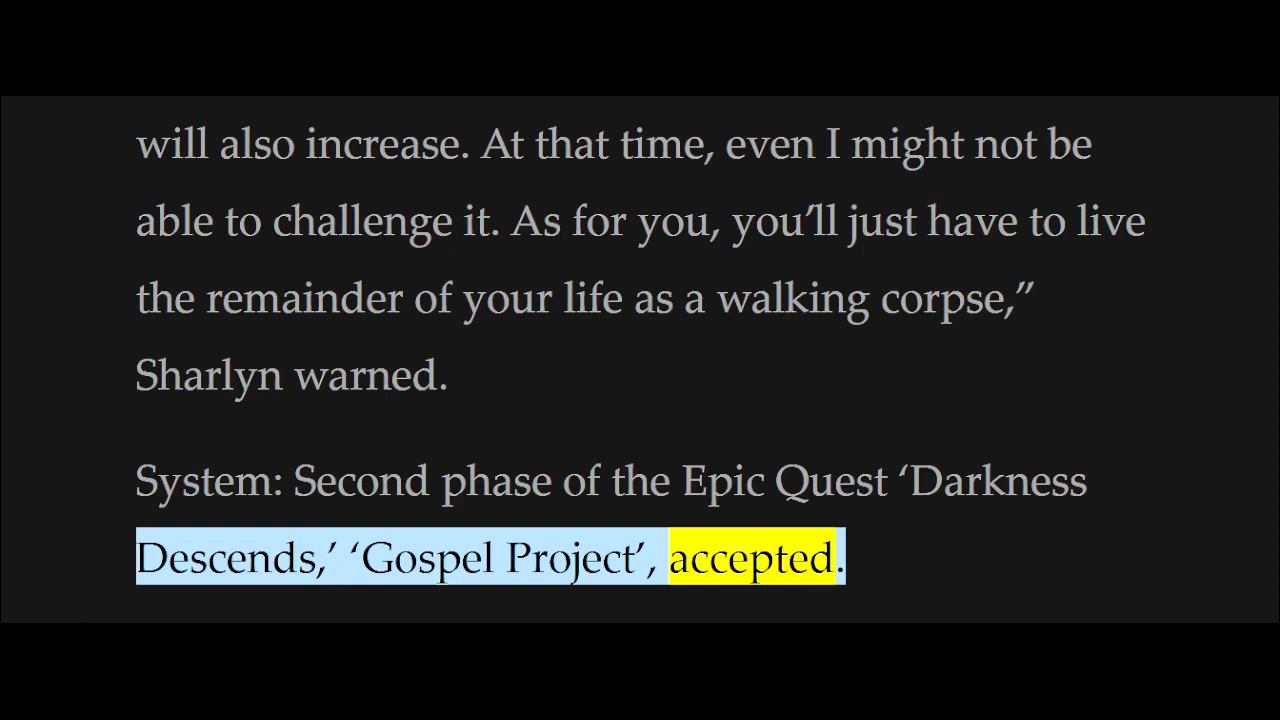 will also increase. At that time, even I might not be
able to challenge it. As for you, you’ll just have to live
the remainder of your life as a walking corpse,”
Sharlyn warned.
System: Second phase of the Epic Quest ‘Darkness
Descends,’ ‘Gospel Project’, accepted.